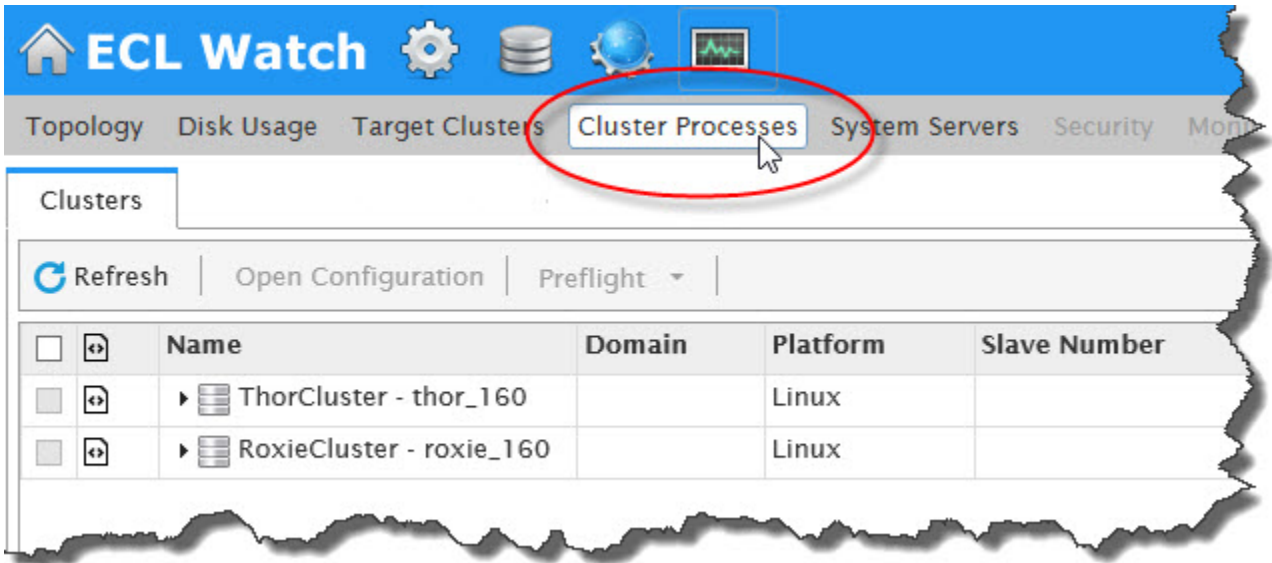 ECL Watch
Topology Disk Usage Target Clusters Cluster Processes System Servers Security
Clusters
Refresh Open Configuration Preflight
Name Domain Platform Slave Number
ThorCluster - thor_160 Linux
RoxieCluster - roxie_160 Linux